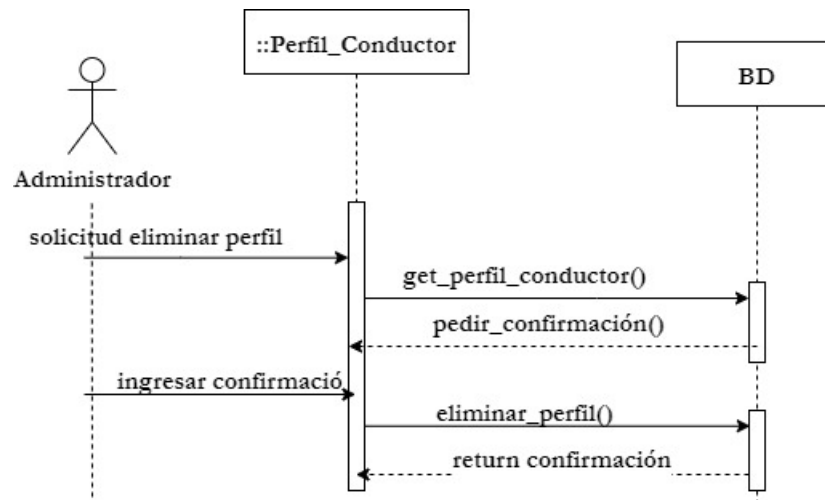 ::Perfil_Conductor
BD
Administrador
solicitud eliminar perfil
get_perfil_conductor()
pedir_confirmación()
ingresar confirmació
eliminar_perfil()
return confirmación